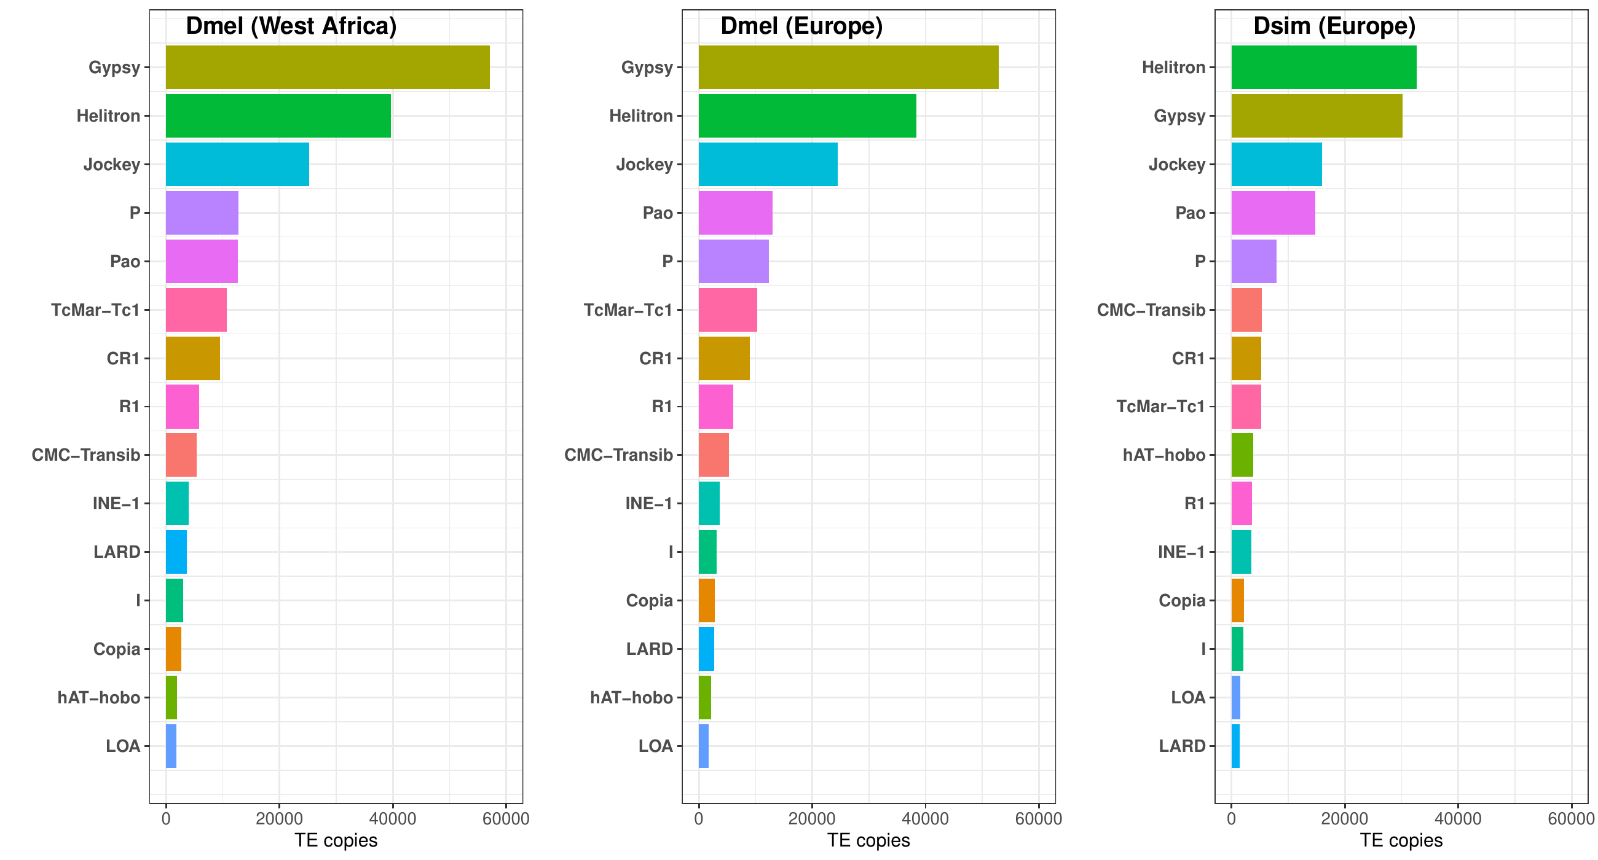 Dmel (West Africa)
Gypsy
Helitron
Jockey
P
Pao
TcMar−Tc1
CR1
R1
CMC−Transib
INE−1
LARD
I
Copia
hAT−hobo
LOA
0 20000 40000 60000
TE copies
Dmel (Europe)
Gypsy
Helitron
Jockey
Pao
P
TcMar−Tc1
CR1
R1
CMC−Transib
INE−1
I
Copia
LARD
hAT−hobo
LOA
0 20000 40000 60000
TE copies
Dsim (Europe)
Helitron
Gypsy
Jockey
Pao
P
CMC−Transib
CR1
TcMar−Tc1
hAT−hobo
R1
INE−1
Copia
I
LOA
LARD
0 20000 40000 60000
TE copies